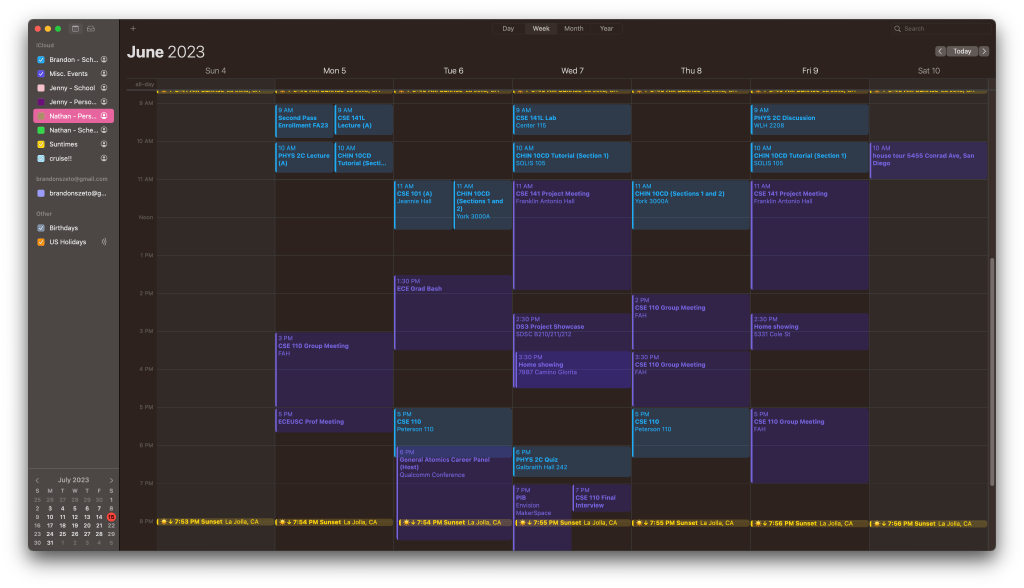 Day Week Month Year
Search
June 2023
Today
iCloud
Brandon - Sch...
Misc. Events
Jenny - School
Jenny - Perso...
Nathan - Pers...
Nathan - Sche...
Suntimes
cruise!!
brandonszeto@gmail.com
brandonszeto@g...
Other
Birthdays
US Holidays
July 2023
S M T W T F S
25 26 27 28 29 30 1
2 3 4 5 6 7 8
9 10 11 12 13 14 15
16 17 18 19 20 21 22
23 24 25 26 27 28 29
30 31 1 2 3 4 5
Sun 4 Mon 5 Tue 6 Wed 7 Thu 8 Fri 9 Sat 10
all-day
9 AM
10 AM
11 AM
Noon
1 PM
2 PM
3 PM
4 PM
5 PM
6 PM
7 PM
8 PM
7:53 PM Sunset La Jolla, CA
9 AM
Second Pass
Enrollment FA23
9 AM
CSE 141L
Lecture (A)
10 AM
PHYS 2C Lecture
(A)
10 AM
CHIN 10CD
Tutorial (Secti...
3 PM
CSE 110 Group Meeting
FAH
5 PM
ECEUSC Prof Meeting
7:54 PM Sunset La Jolla, CA
11 AM
CSE 101 (A)
Jeannie Hall
11 AM
CHIN 10CD
(Sections 1 and
2)
York 3000A
1:30 PM
ECE Grad Bash
5 PM
CSE 110
Peterson 110
6 PM
General Atomics Career Panel
(Host)
Qualcomm Conference
7:54 PM Sunset La Jolla, CA
9 AM
CSE 141L Lab
Center 115
10 AM
CHIN 10CD Tutorial (Section 1)
SOLIS 105
11 AM
CSE 141 Project Meeting
Franklin Antonio Hall
2:30 PM
DS3 Project Showcase
SDSC B210/211/212
3:30 PM
Home showing
7887 Camino Glorita
6 PM
PHYS 2C Quiz
Galbraith Hall 242
7 PM
PIB
Envision
MakerSpace
7 PM
CSE 110 Final
Interview
7:55 PM Sunset La Jolla, CA
11 AM
CHIN 10CD (Sections 1 and 2)
York 3000A
2 PM
CSE 110 Group Meeting
FAH
3:30 PM
CSE 110 Group Meeting
FAH
5 PM
CSE 110
Peterson 110
7:55 PM Sunset La Jolla, CA
9 AM
PHYS 2C Discussion
WLH 2208
10 AM
CHIN 10CD Tutorial (Section 1)
SOLIS 105
11 AM
CSE 141 Project Meeting
Franklin Antonio Hall
2:30 PM
Home showing
5331 Cole St
5 PM
CSE 110 Group Meeting
FAH
7:56 PM Sunset La Jolla, CA
10 AM
house tour 5455 Conrad Ave, San
Diego
7:56 PM Sunset La Jolla, CA